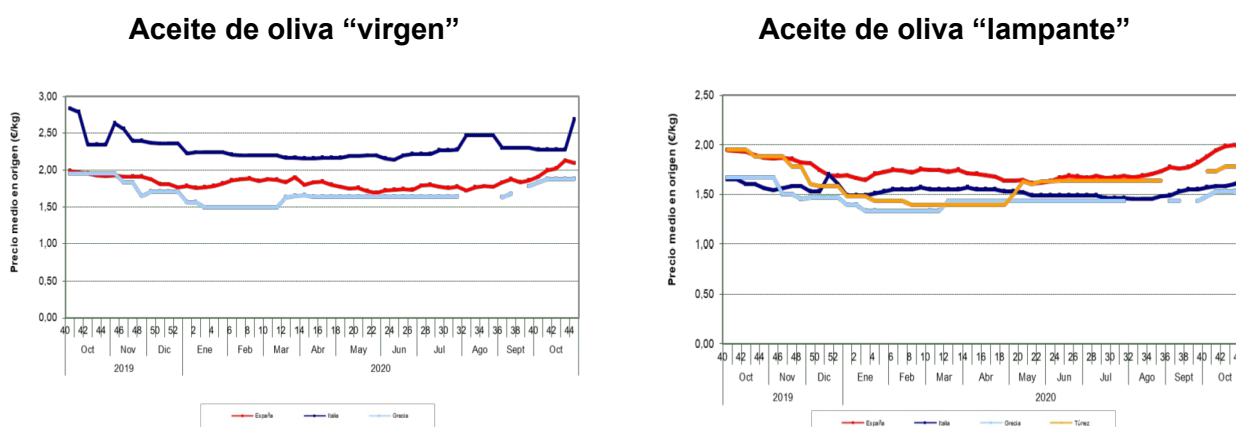 Aceite de oliva “virgen”
Precio medio en origen (€/kg)
3,00
2,50
2,00
1,50
1,00
0,50
0,00
40 42 44 46 48 50 52 2 4 6 8 10 12 14 16 18 20 22 24 26 28 30 32 34 36 38 40 42 44
Oct Nov Dic Ene Feb Mar Abr May Jun Jul Ago Sept Oct
2019 2020
España Italia Grecia
Aceite de oliva “lampante”
Precio medio en origen (€/kg)
2,50
2,00
1,50
1,00
0,50
0,00
40 42 44 46 48 50 52 2 4 6 8 10 12 14 16 18 20 22 24 26 28 30 32 34 36 38 40 42
Oct Nov Dic Ene Feb Mar Abr May Jun Jul Ago Sept Oct
2019 2020
España Italia Grecia Túnez